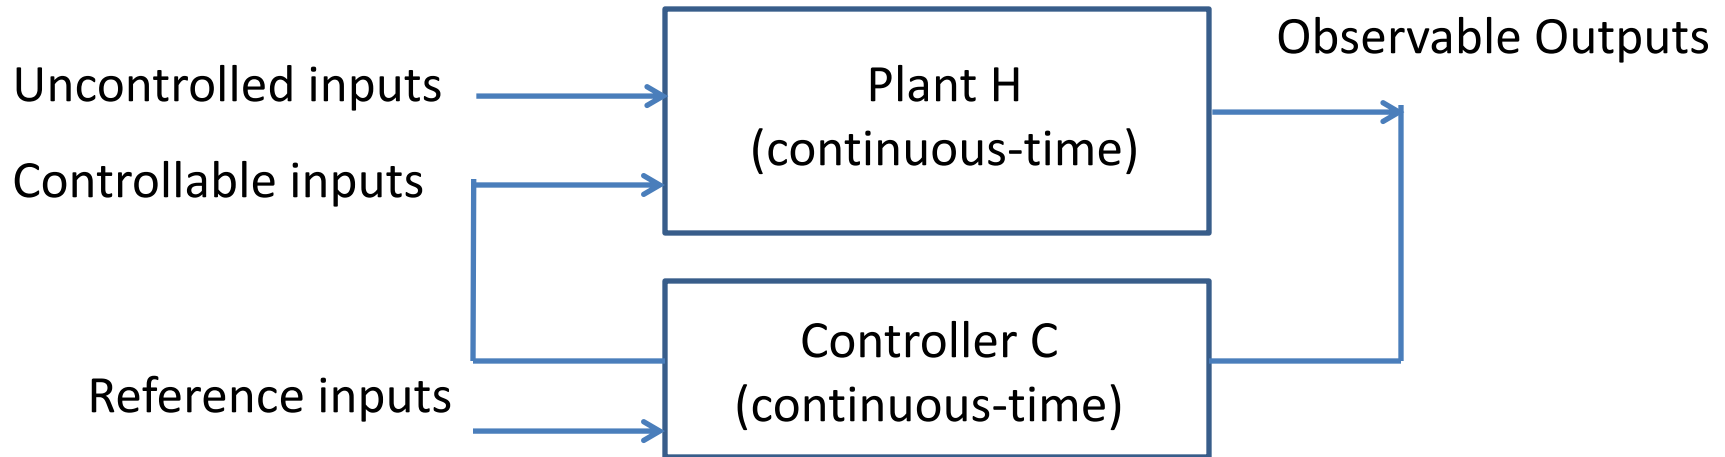 Observable Outputs
Uncontrolled inputs
Plant H
(continuous-time)
Controllable inputs
Controller C
(continuous-time)
Reference inputs